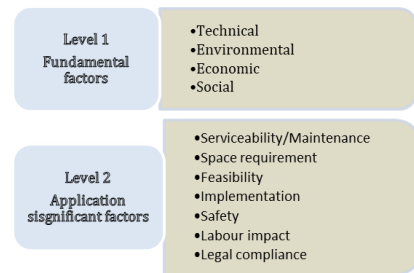 Level 1
Fundamental
factors
•Technical
•Environmental
•Economic
•Social
Level 2
Application
sisgnificant factors
•Serviceability/Maintenance
•Space requirement
•Feasibility
•Implementation
•Safety
•Labour impact
•Legal compliance